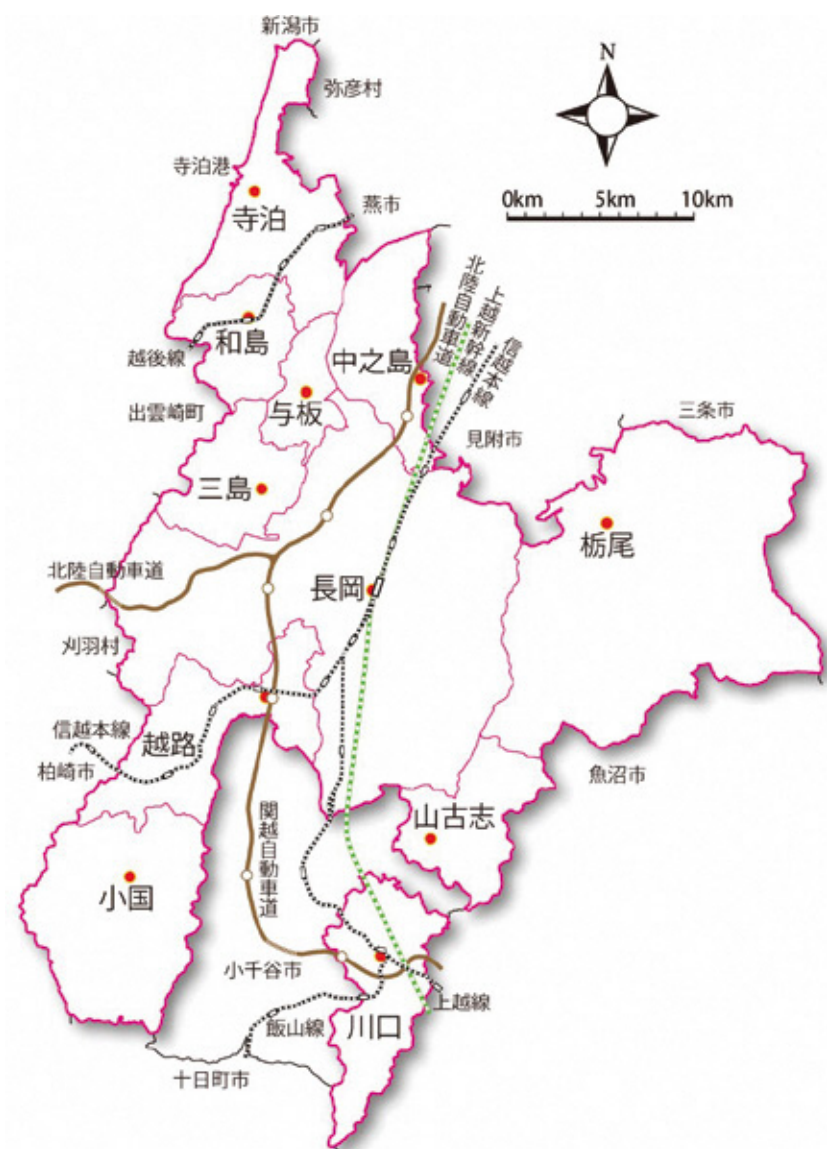 新潟市
弥彦村
N
寺泊港
寺泊
燕市
0km 5km 10km
和島
越後線
中之島
北陸自動車道
上越新幹線
信越本線
出雲崎町
与板
見附市
三条市
三島
栃尾
北陸自動車道
長岡
刈羽村
信越本線
越路
柏崎市
魚沼市
山古志
関越自動車道
小国
小千谷市
上越線
飯山線
川口
十日町市